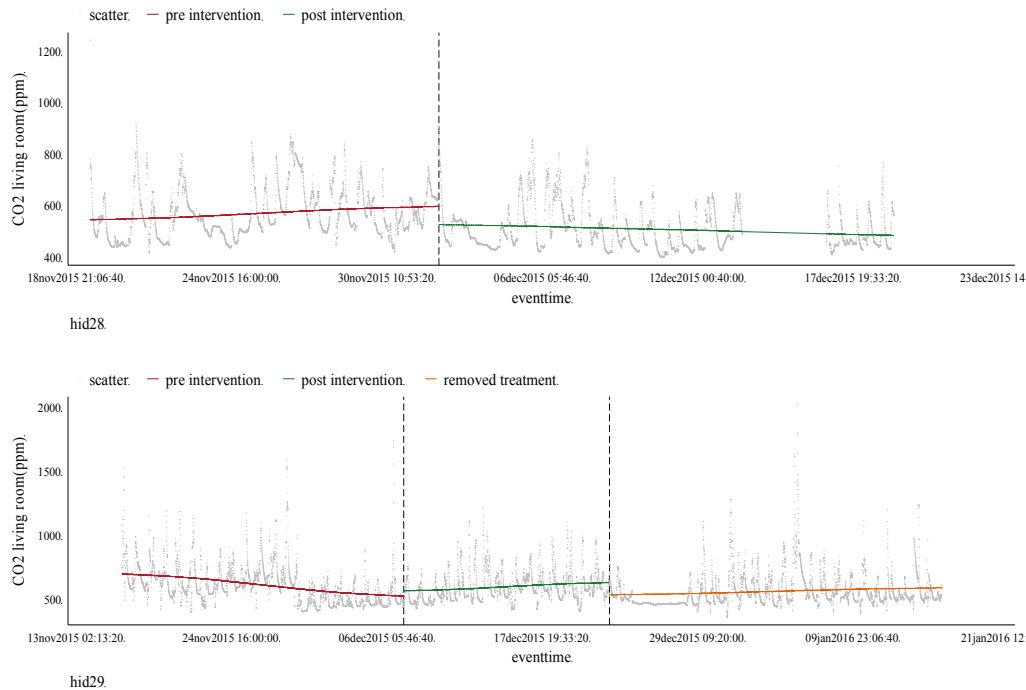 scatter. pre intervention. post intervention.
CO2 living room(ppm).
1200.
1000.
800.
600.
400.
18nov2015 21:06:40. 24nov2015 16:00:00. 30nov2015 10:53:20. 06dec2015 05:46:40. 12dec2015 00:40:00. 17dec2015 19:33:20. 23dec2015 14
eventtime.
hid28.
scatter. pre intervention. post intervention. removed treatment.
CO2 living room(ppm).
2000.
1500.
1000.
500.
13nov2015 02:13:20. 24nov2015 16:00:00. 06dec2015 05:46:40. 17dec2015 19:33:20. 29dec2015 09:20:00. 09jan2016 23:06:40. 21jan2016 12:
eventtime.
hid29.